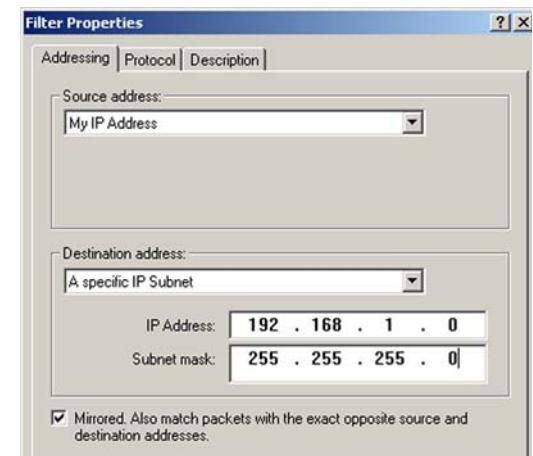 Filter Properties ? ×
Addressing Protocol Description
Source address:
My IP Address
Destination address:
A specific IP Subnet
IP Address: 192 . 168 . 1 . 0
Subnet mask: 255 . 255 . 255 . 0
Mirrored. Also match packets with the exact opposite source and
destination addresses.